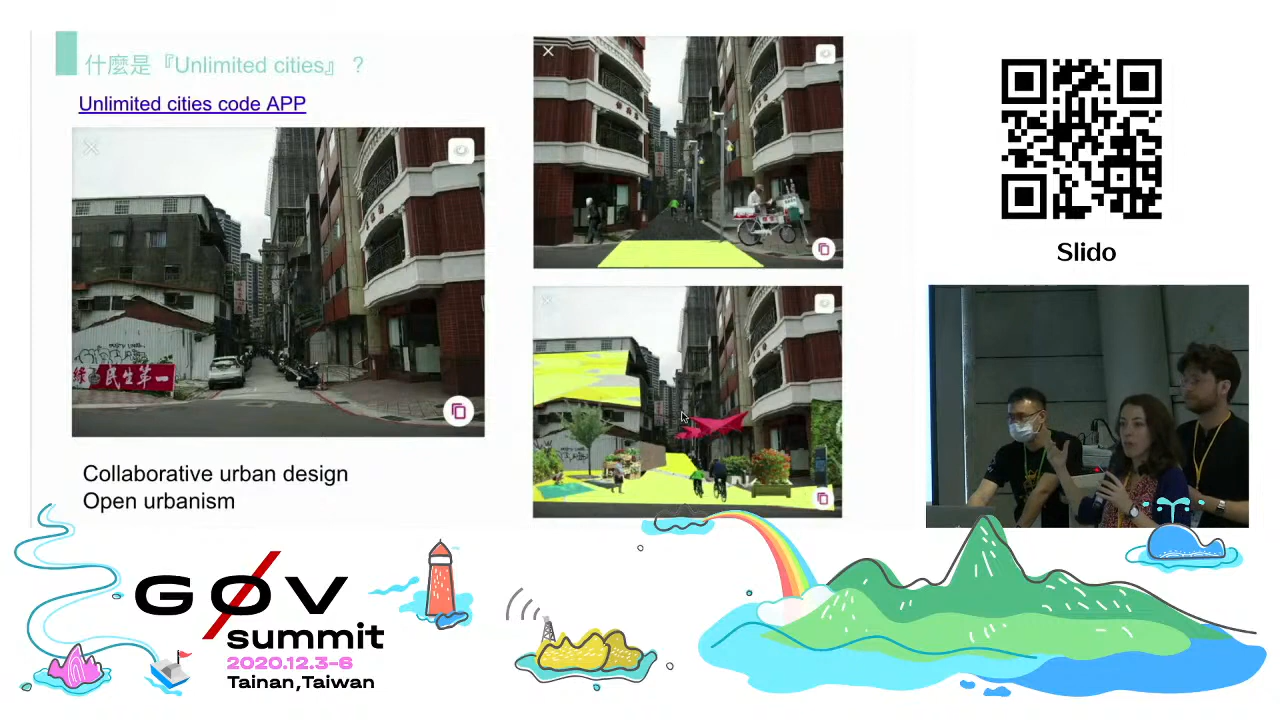 什麼是『Unlimited cities』 ?
Unlimited cities code APP
民生第一
Collaborative urban design
Open urbanism
Slido
GØV
summit
2020.12.3-6
Tainan,Taiwan